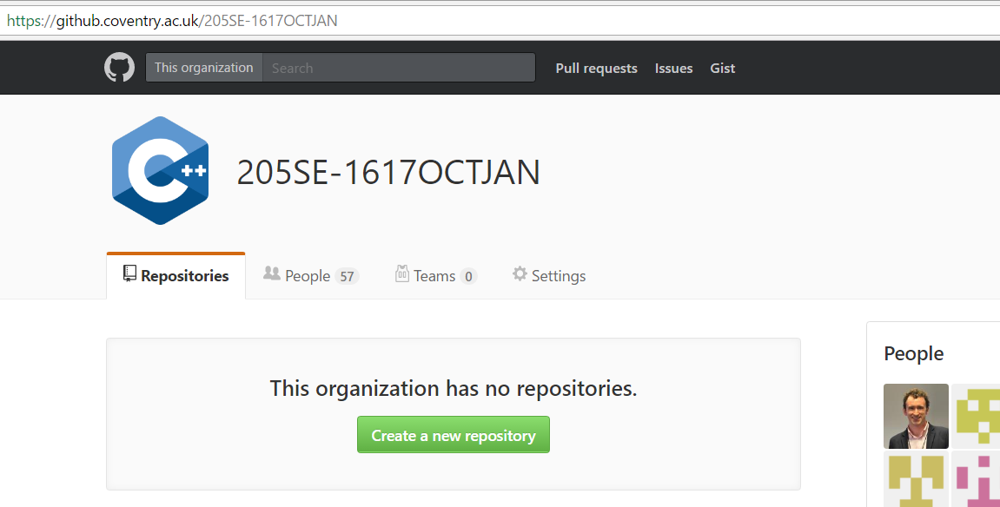 https://github.coventry.ac.uk/205SE-1617OCTJAN
This organization Search Pull requests Issues Gist
C++
205SE-1617OCTJAN
Repositories People 57 Teams 0 Settings
People
This organization has no repositories.
Create a new repository